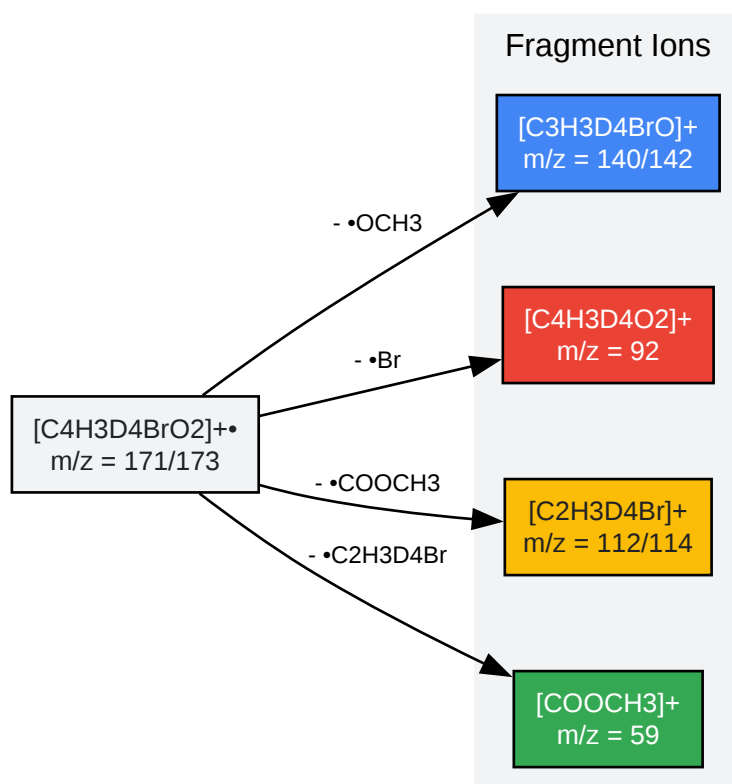 Fragment Ions
[C3H3D4BrO]+
m/z = 140/142
- •OCH3
[C4H3D4O2]+
m/z = 92
- •Br
[C4H3D4BrO2]+•
m/z = 171/173
- •COOCH3
[C2H3D4Br]+
m/z = 112/114
- •C2H3D4Br
[COOCH3]+
m/z = 59